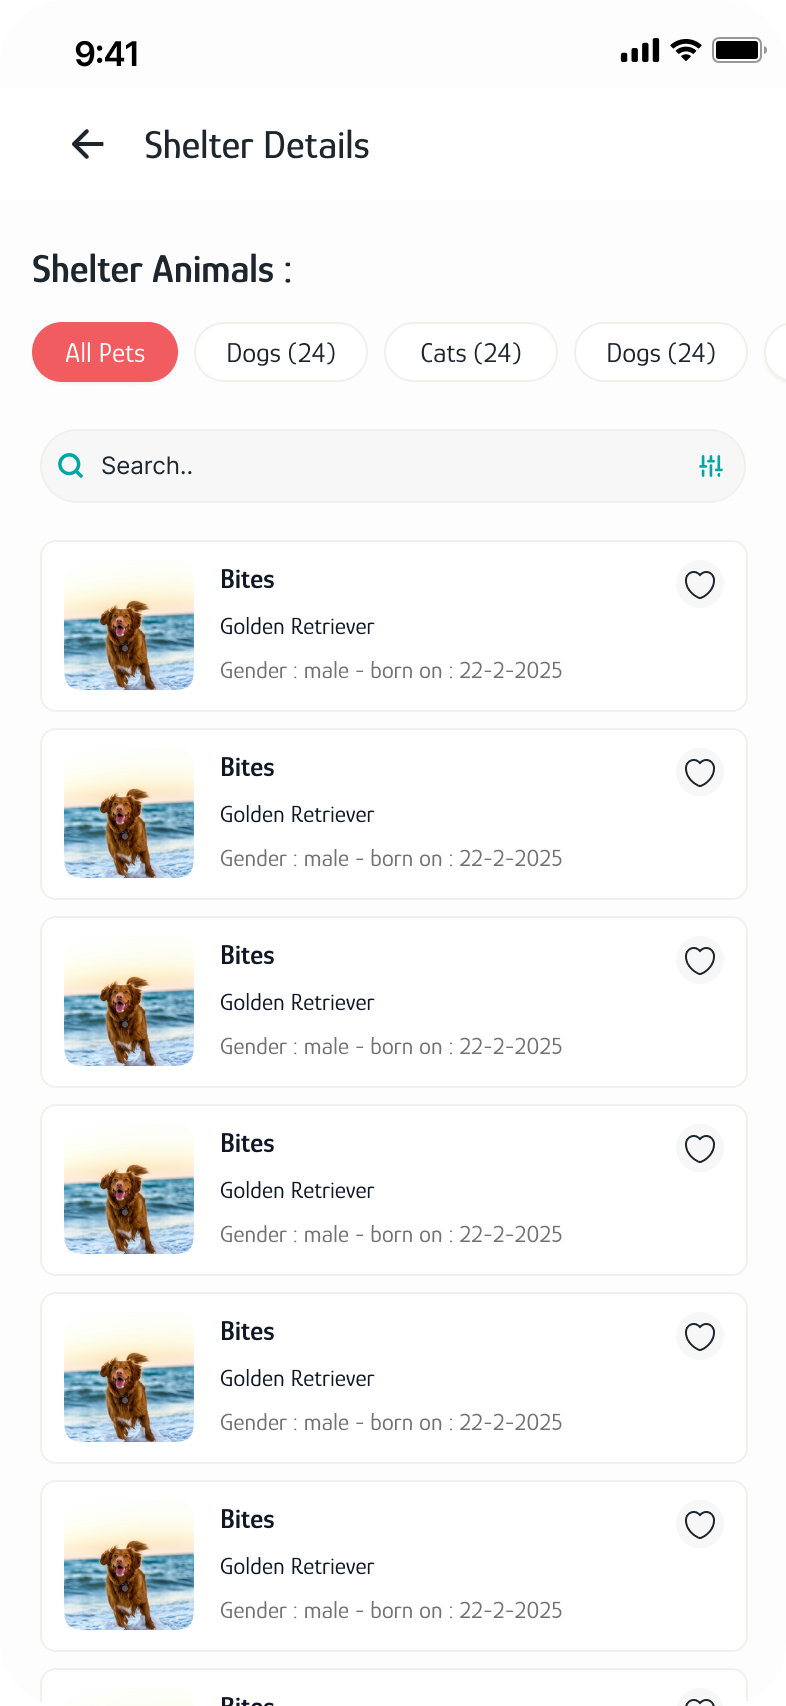 9:41
Shelter Details
Shelter Animals :
All Pets
Dogs (24)
Cats (24)
Dogs (24)
Search..
Bites
Golden Retriever
Gender : male - born on : 22-2-2025
Bites
Golden Retriever
Gender : male - born on : 22-2-2025
Bites
Golden Retriever
Gender : male - born on : 22-2-2025
Bites
Golden Retriever
Gender : male - born on : 22-2-2025
Bites
Golden Retriever
Gender : male - born on : 22-2-2025
Bites
Golden Retriever
Gender : male - born on : 22-2-2025
Bites